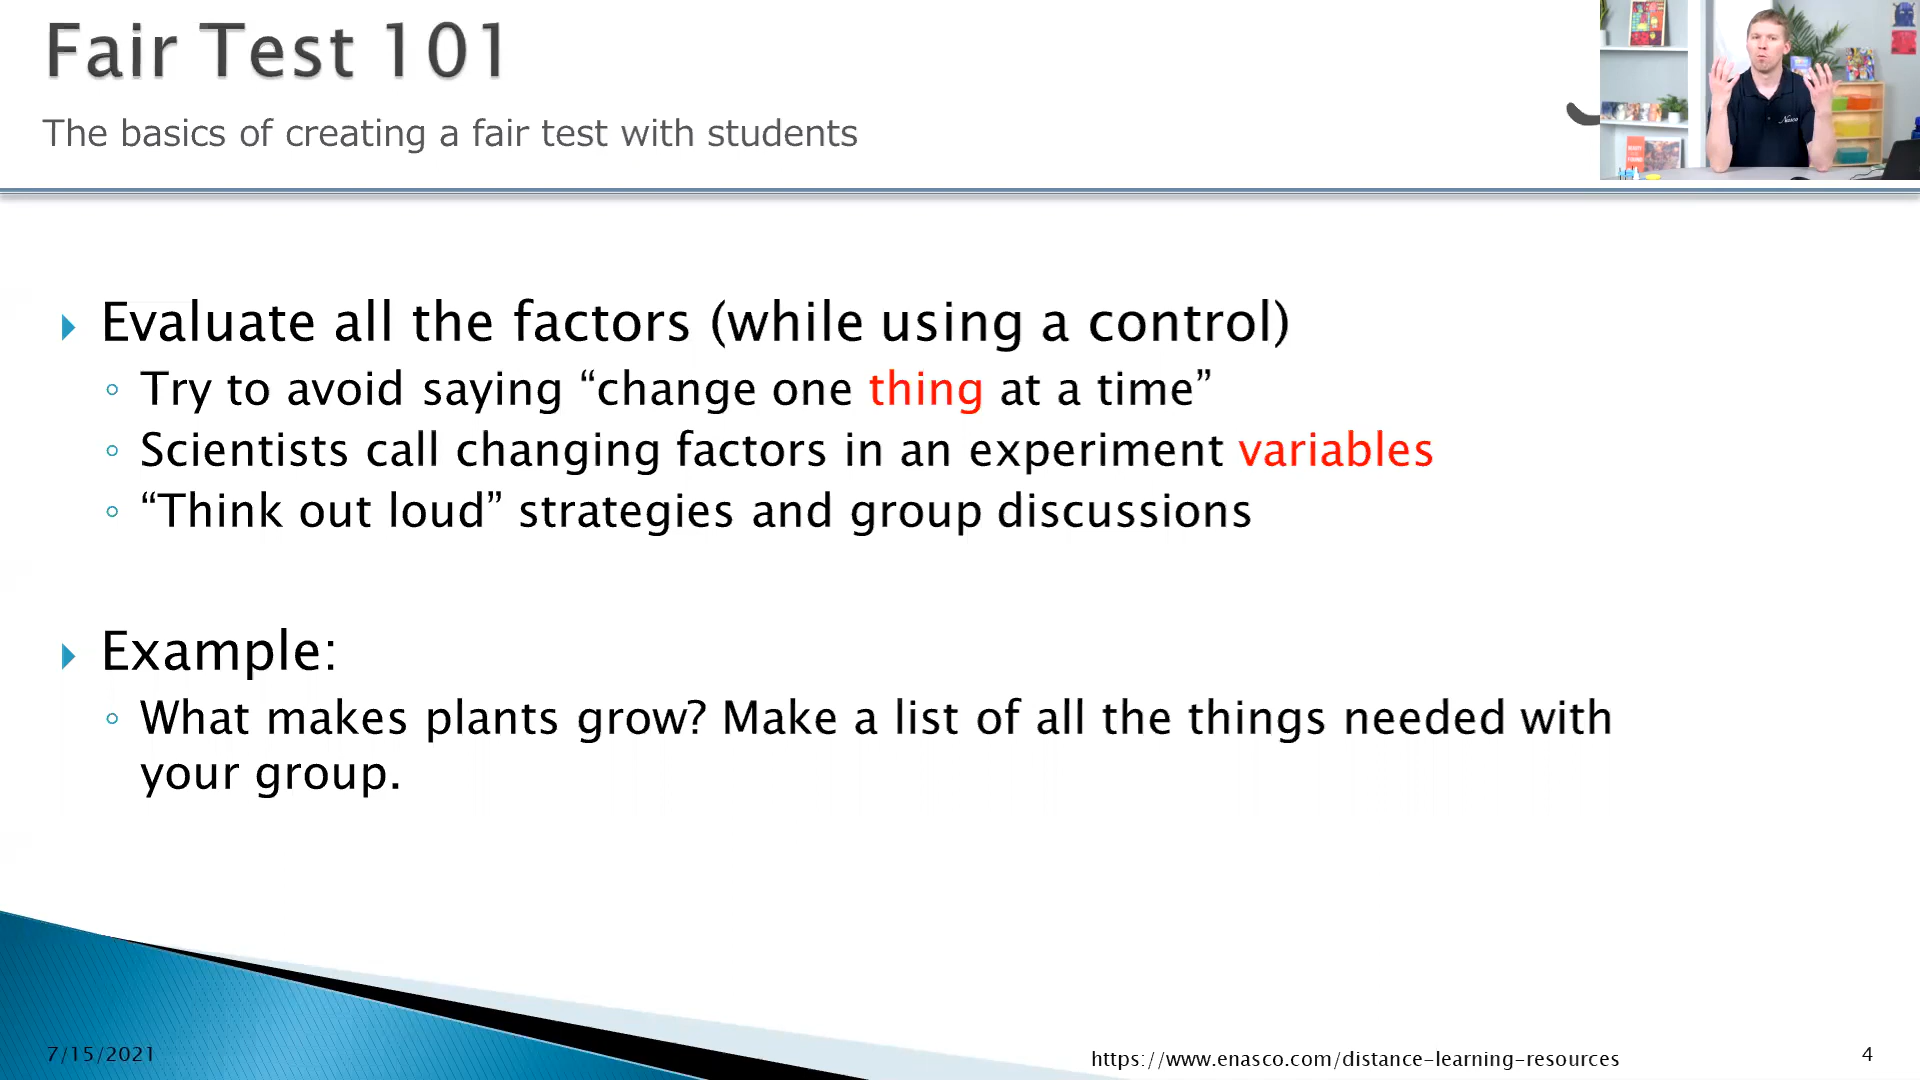 Fair Test 101
The basics of creating a fair test with students
Evaluate all the factors (while using a control)
Try to avoid saying “change one thing at a time”
Scientists call changing factors in an experiment variables
“Think out loud” strategies and group discussions
Example:
What makes plants grow? Make a list of all the things needed with
your group.
7/15/2021
https://www.enasco.com/distance-learning-resources
4